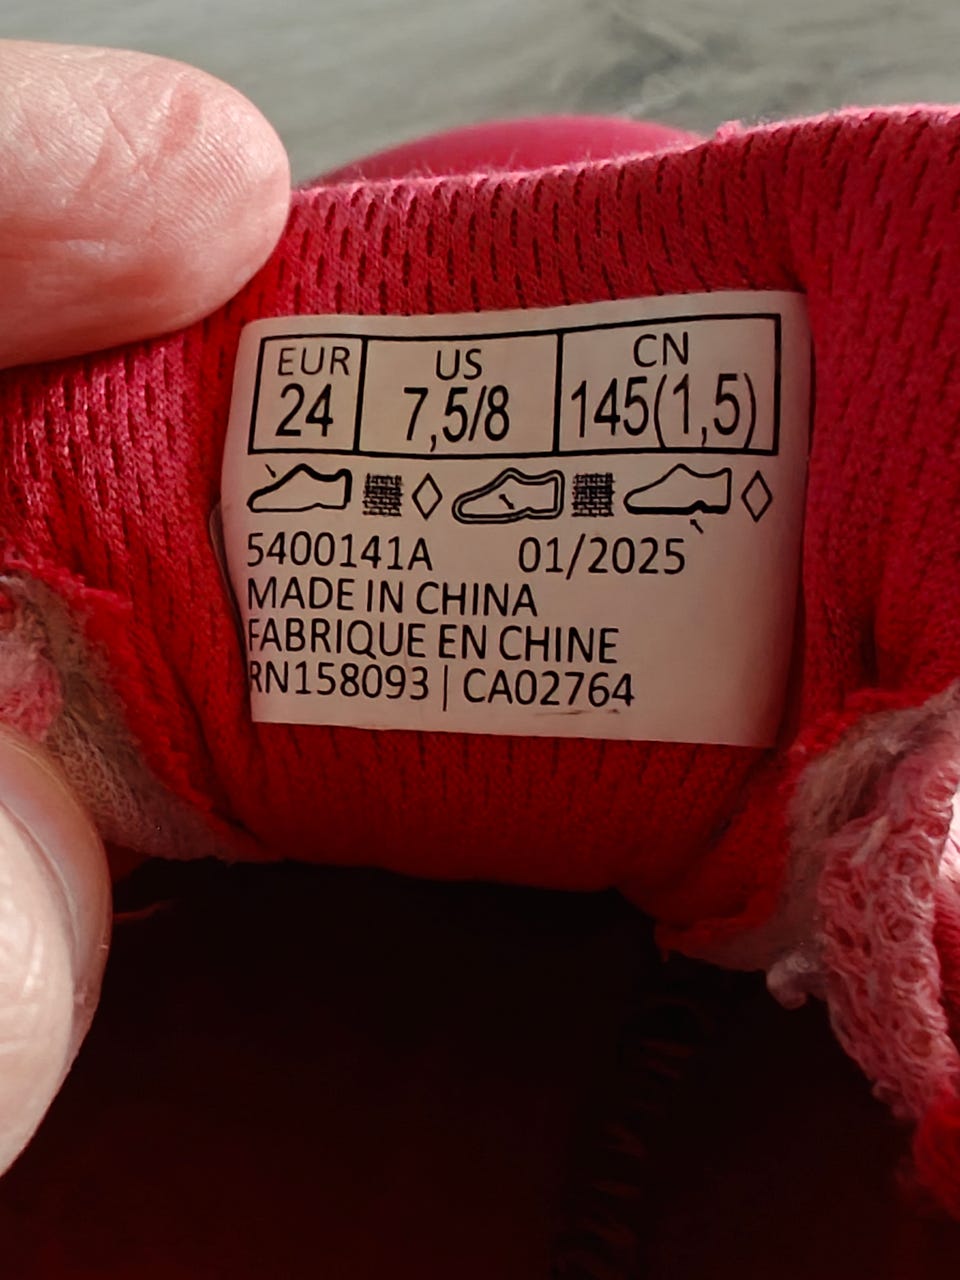 EUR US CN
24 7,5/8 145(1,5)
5400141A 01/2025
MADE IN CHINA
FABRIQUE EN CHINE
RN158093 | CA02764